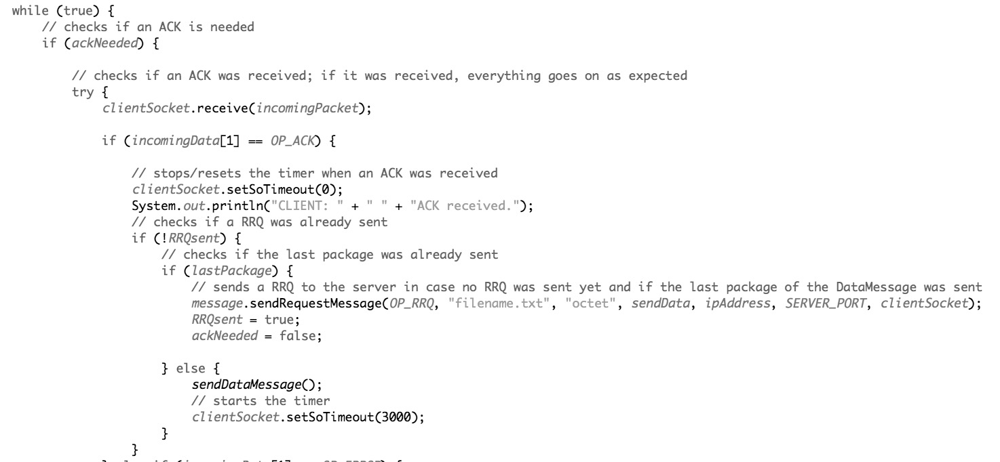 while (true) {
// checks if an ACK is needed
if (ackNeeded) {
// checks if an ACK was received; if it was received, everything goes on as expected
try {
clientSocket.receive(incomingPacket);
if (incomingData[1] == OP_ACK) {
// stops/resets the timer when an ACK was received
clientSocket.setSoTimeout(0);
System.out.println("CLIENT: " + " " + "ACK received.");
// checks if a RRQ was already sent
if (!RRQsent) {
// checks if the last package was already sent
if (lastPackage) {
// sends a RRQ to the server in case no RRQ was sent yet and if the last package of the DataMessage was sent
message.sendRequestMessage(OP_RRQ, "filename.txt", "octet", sendData, ipAddress, SERVER_PORT, clientSocket);
RRQsent = true;
ackNeeded = false;
} else {
sendDataMessage();
// starts the timer
clientSocket.setSoTimeout(3000);
}
}